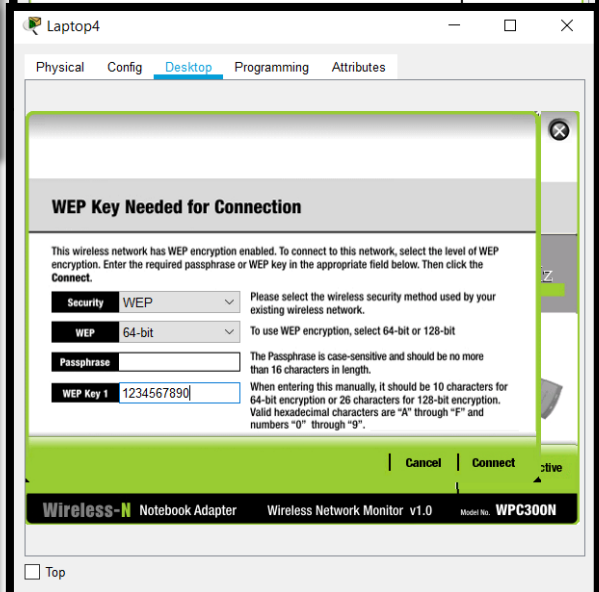 Laptop4
Physical Config Desktop Programming Attributes
WEP Key Needed for Connection
This wireless network has WEP encryption enabled. To connect to this network, select the level of WEP
encryption. Enter the required passphrase or WEP key in the appropriate field below. Then click the
Connect.
Security WEP
Please select the wireless security method used by your
existing wireless network.
WEP 64-bit
To use WEP encryption, select 64-bit or 128-bit
Passphrase
The Passphrase is case-sensitive and should be no more
than 16 characters in length.
WEP Key 1 1234567890
When entering this manually, it should be 10 characters for
64-bit encryption or 26 characters for 128-bit encryption.
Valid hexadecimal characters are "A" through "F" and
numbers "0" through "9".
Cancel Connect
Wireless-N Notebook Adapter Wireless Network Monitor v1.0 Model No. WPC300N
Top